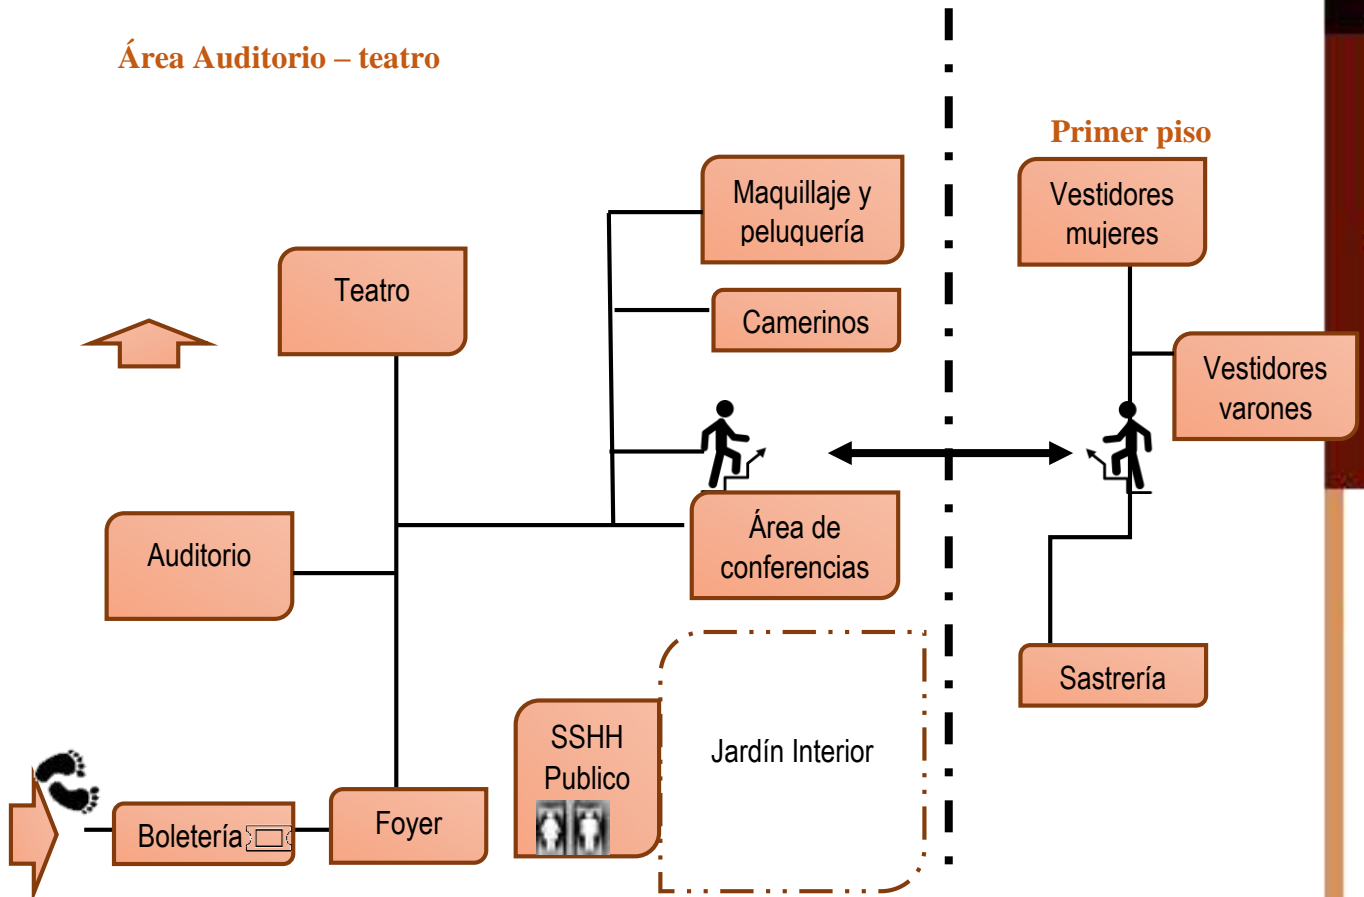 Área Auditorio – teatro
Primer piso
Maquillaje y
peluquería
Vestidores
mujeres
Teatro
Camerinos
Vestidores
varones
Auditorio
Área de
conferencias
Sastrería
SSHH
Publico
Jardín Interior
Boletería
Foyer